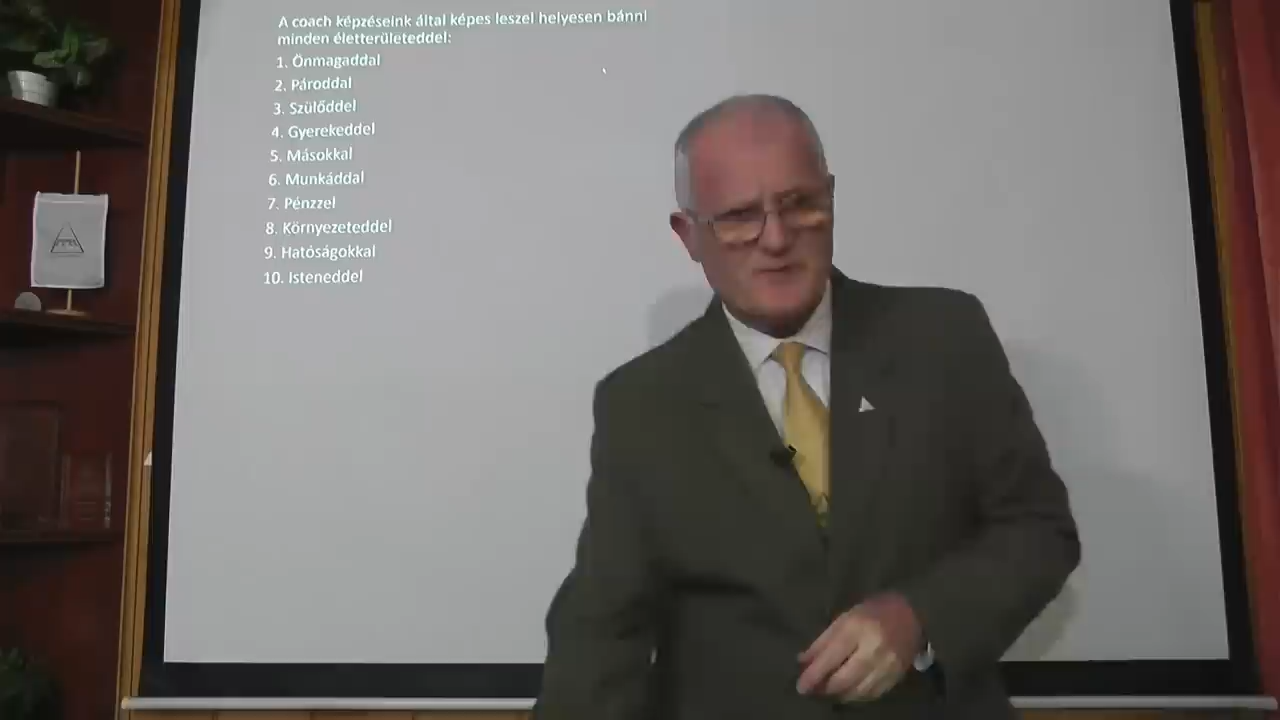 A coach képzéseink által képes leszel helyesen bánni
minden életterületeddel:
1. Önmagaddal
2. Pároddal
3. Szülőddel
4. Gyerekeddel
5. Másokkal
6. Munkáddal
7. Pénzzel
8. Környezeteddel
9. Hatóságokkal
10. Isteneddel